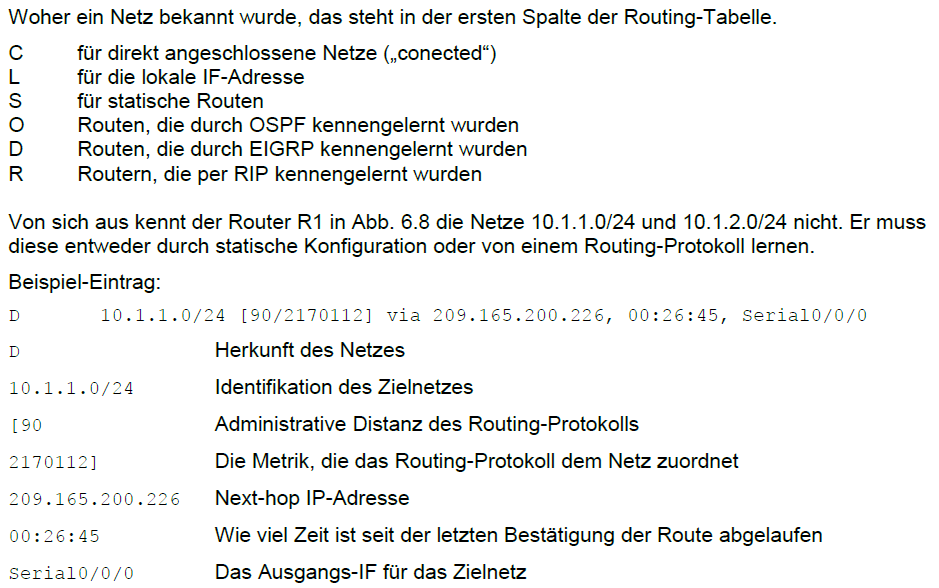 Woher ein Netz bekannt wurde, das steht in der ersten Spalte der Routing-Tabelle.
C für direkt angeschlossene Netze („conected“)
L für die lokale IF-Adresse
S für statische Routen
O Routen, die durch OSPF kennengelernt wurden
D Routen, die durch EIGRP kennengelernt wurden
R Routern, die per RIP kennengelernt wurden
Von sich aus kennt der Router R1 in Abb. 6.8 die Netze 10.1.1.0/24 und 10.1.2.0/24 nicht. Er muss
diese entweder durch statische Konfiguration oder von einem Routing-Protokoll lernen.
Beispiel-Eintrag:
D 10.1.1.0/24 [90/2170112] via 209.165.200.226, 00:26:45, Serial0/0/0
D Herkunft des Netzes
10.1.1.0/24 Identifikation des Zielnetzes
[90 Administrative Distanz des Routing-Protokolls
2170112] Die Metrik, die das Routing-Protokoll dem Netz zuordnet
209.165.200.226 Next-hop IP-Adresse
00:26:45 Wie viel Zeit ist seit der letzten Bestätigung der Route abgelaufen
Serial0/0/0 Das Ausgangs-IF für das Zielnetz